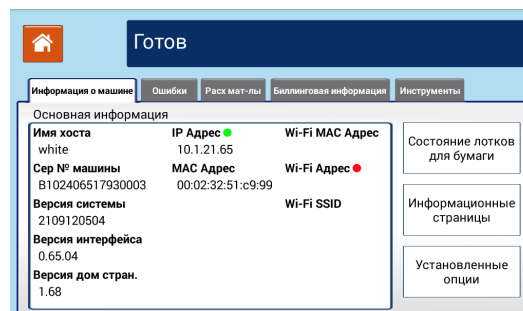 Готов
Информация о машине
Ошибки
Расх мат-лы
Биллинговая информация
Инструменты
Основная информация
Имя хоста
white
Сер № машины
B102406517930003
Версия системы
2109120504
Версия интерфейса
0.65.04
Версия дом стран.
1.68
IP Адрес
10.1.21.65
MAC Адрес
00:02:32:51:c9:99
Wi-Fi MAC Адрес
Wi-Fi Адрес
Wi-Fi SSID
Состояние лотков
для бумаги
Информационные
страницы
Установленные
опции